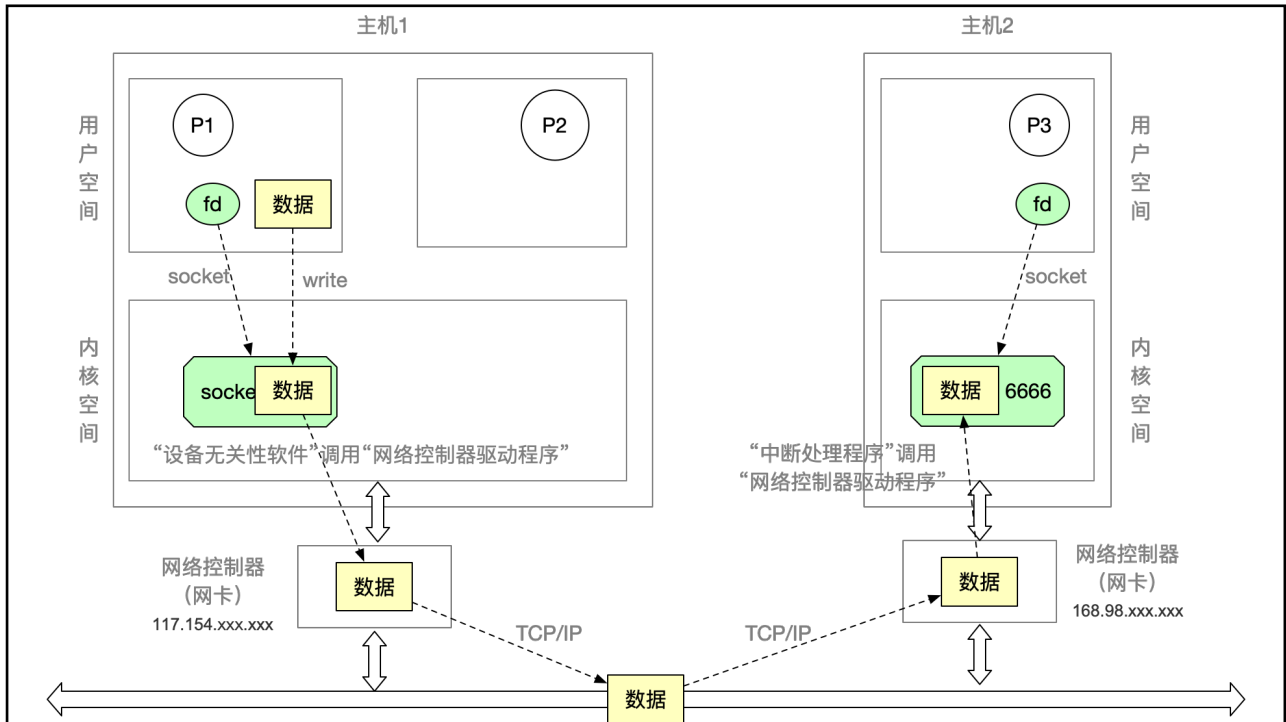 主机1
主机2
用户空间
P1
P2
P3
用户空间
fd
数据
fd
socket
write
socket
内核空间
socke
数据
数据
6666
内核空间
“设备无关性软件”调用“网络控制器驱动程序”
“中断处理程序”调用
“网络控制器驱动程序”
网络控制器
（网卡）
117.154.xxx.xxx
数据
数据
网络控制器
（网卡）
168.98.xxx.xxx
TCP/IP
TCP/IP
数据